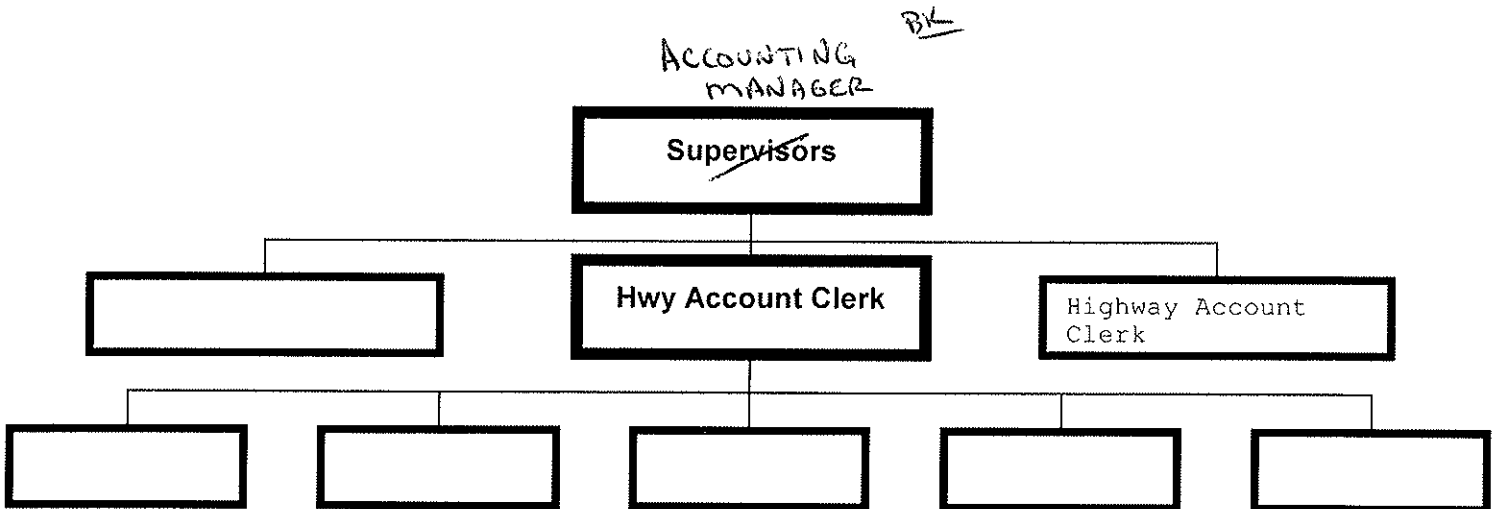 BK
ACCOUNTING
MANAGER
Supervisors
Hwy Account Clerk
Highway Account
Clerk